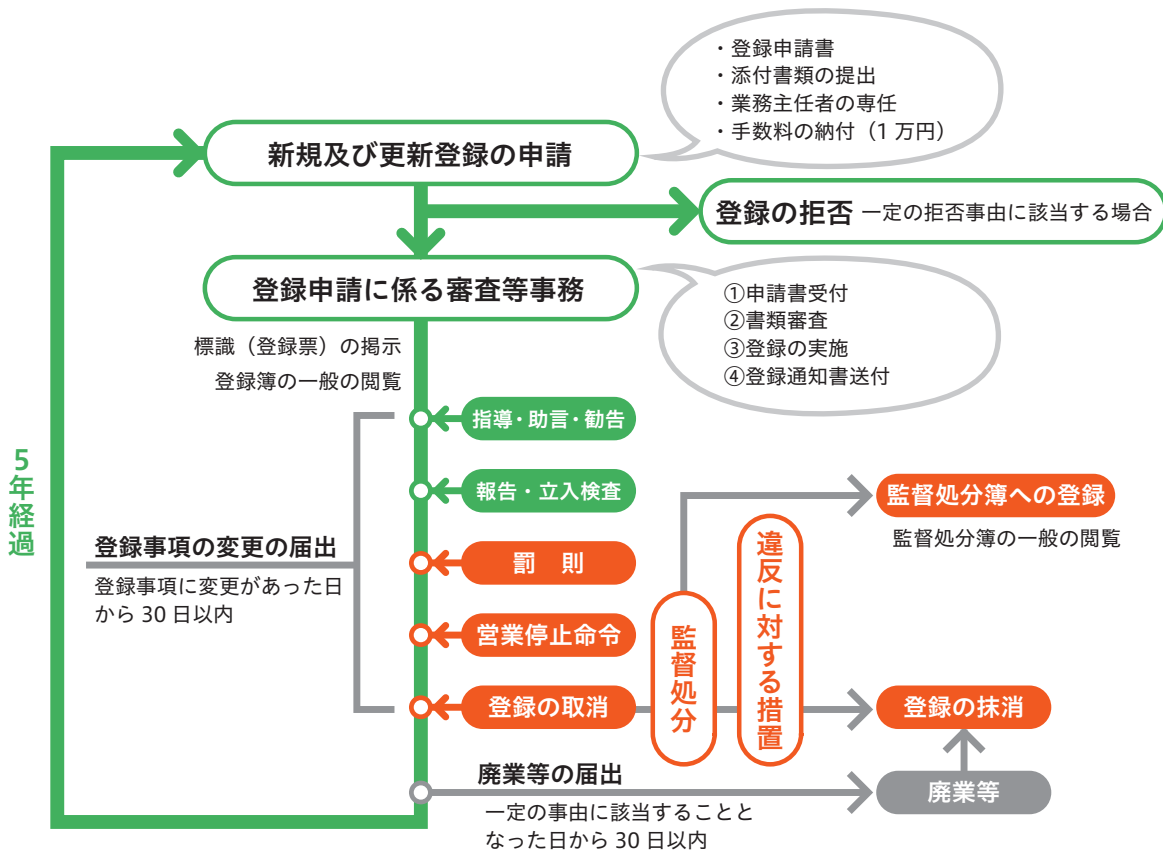 ・登録申請書
・添付書類の提出
・業務主任者の専任
・手数料の納付（1 万円）
新規及び更新登録の申請
登録の拒否 一定の拒否事由に該当する場合
登録申請に係る審査等事務
①申請書受付
②書類審査
③登録の実施
④登録通知書送付
標識（登録票）の掲示
登録簿の一般の閲覧
指導・助言・勧告
報告・立入検査
罰　則
営業停止命令
登録の取消
5年経過
登録事項の変更の届出
登録事項に変更があった日
から 30 日以内
監督処分
違反に対する措置
監督処分簿への登録
監督処分簿の一般の閲覧
登録の抹消
廃業等の届出
一定の事由に該当することと
なった日から 30 日以内
廃業等